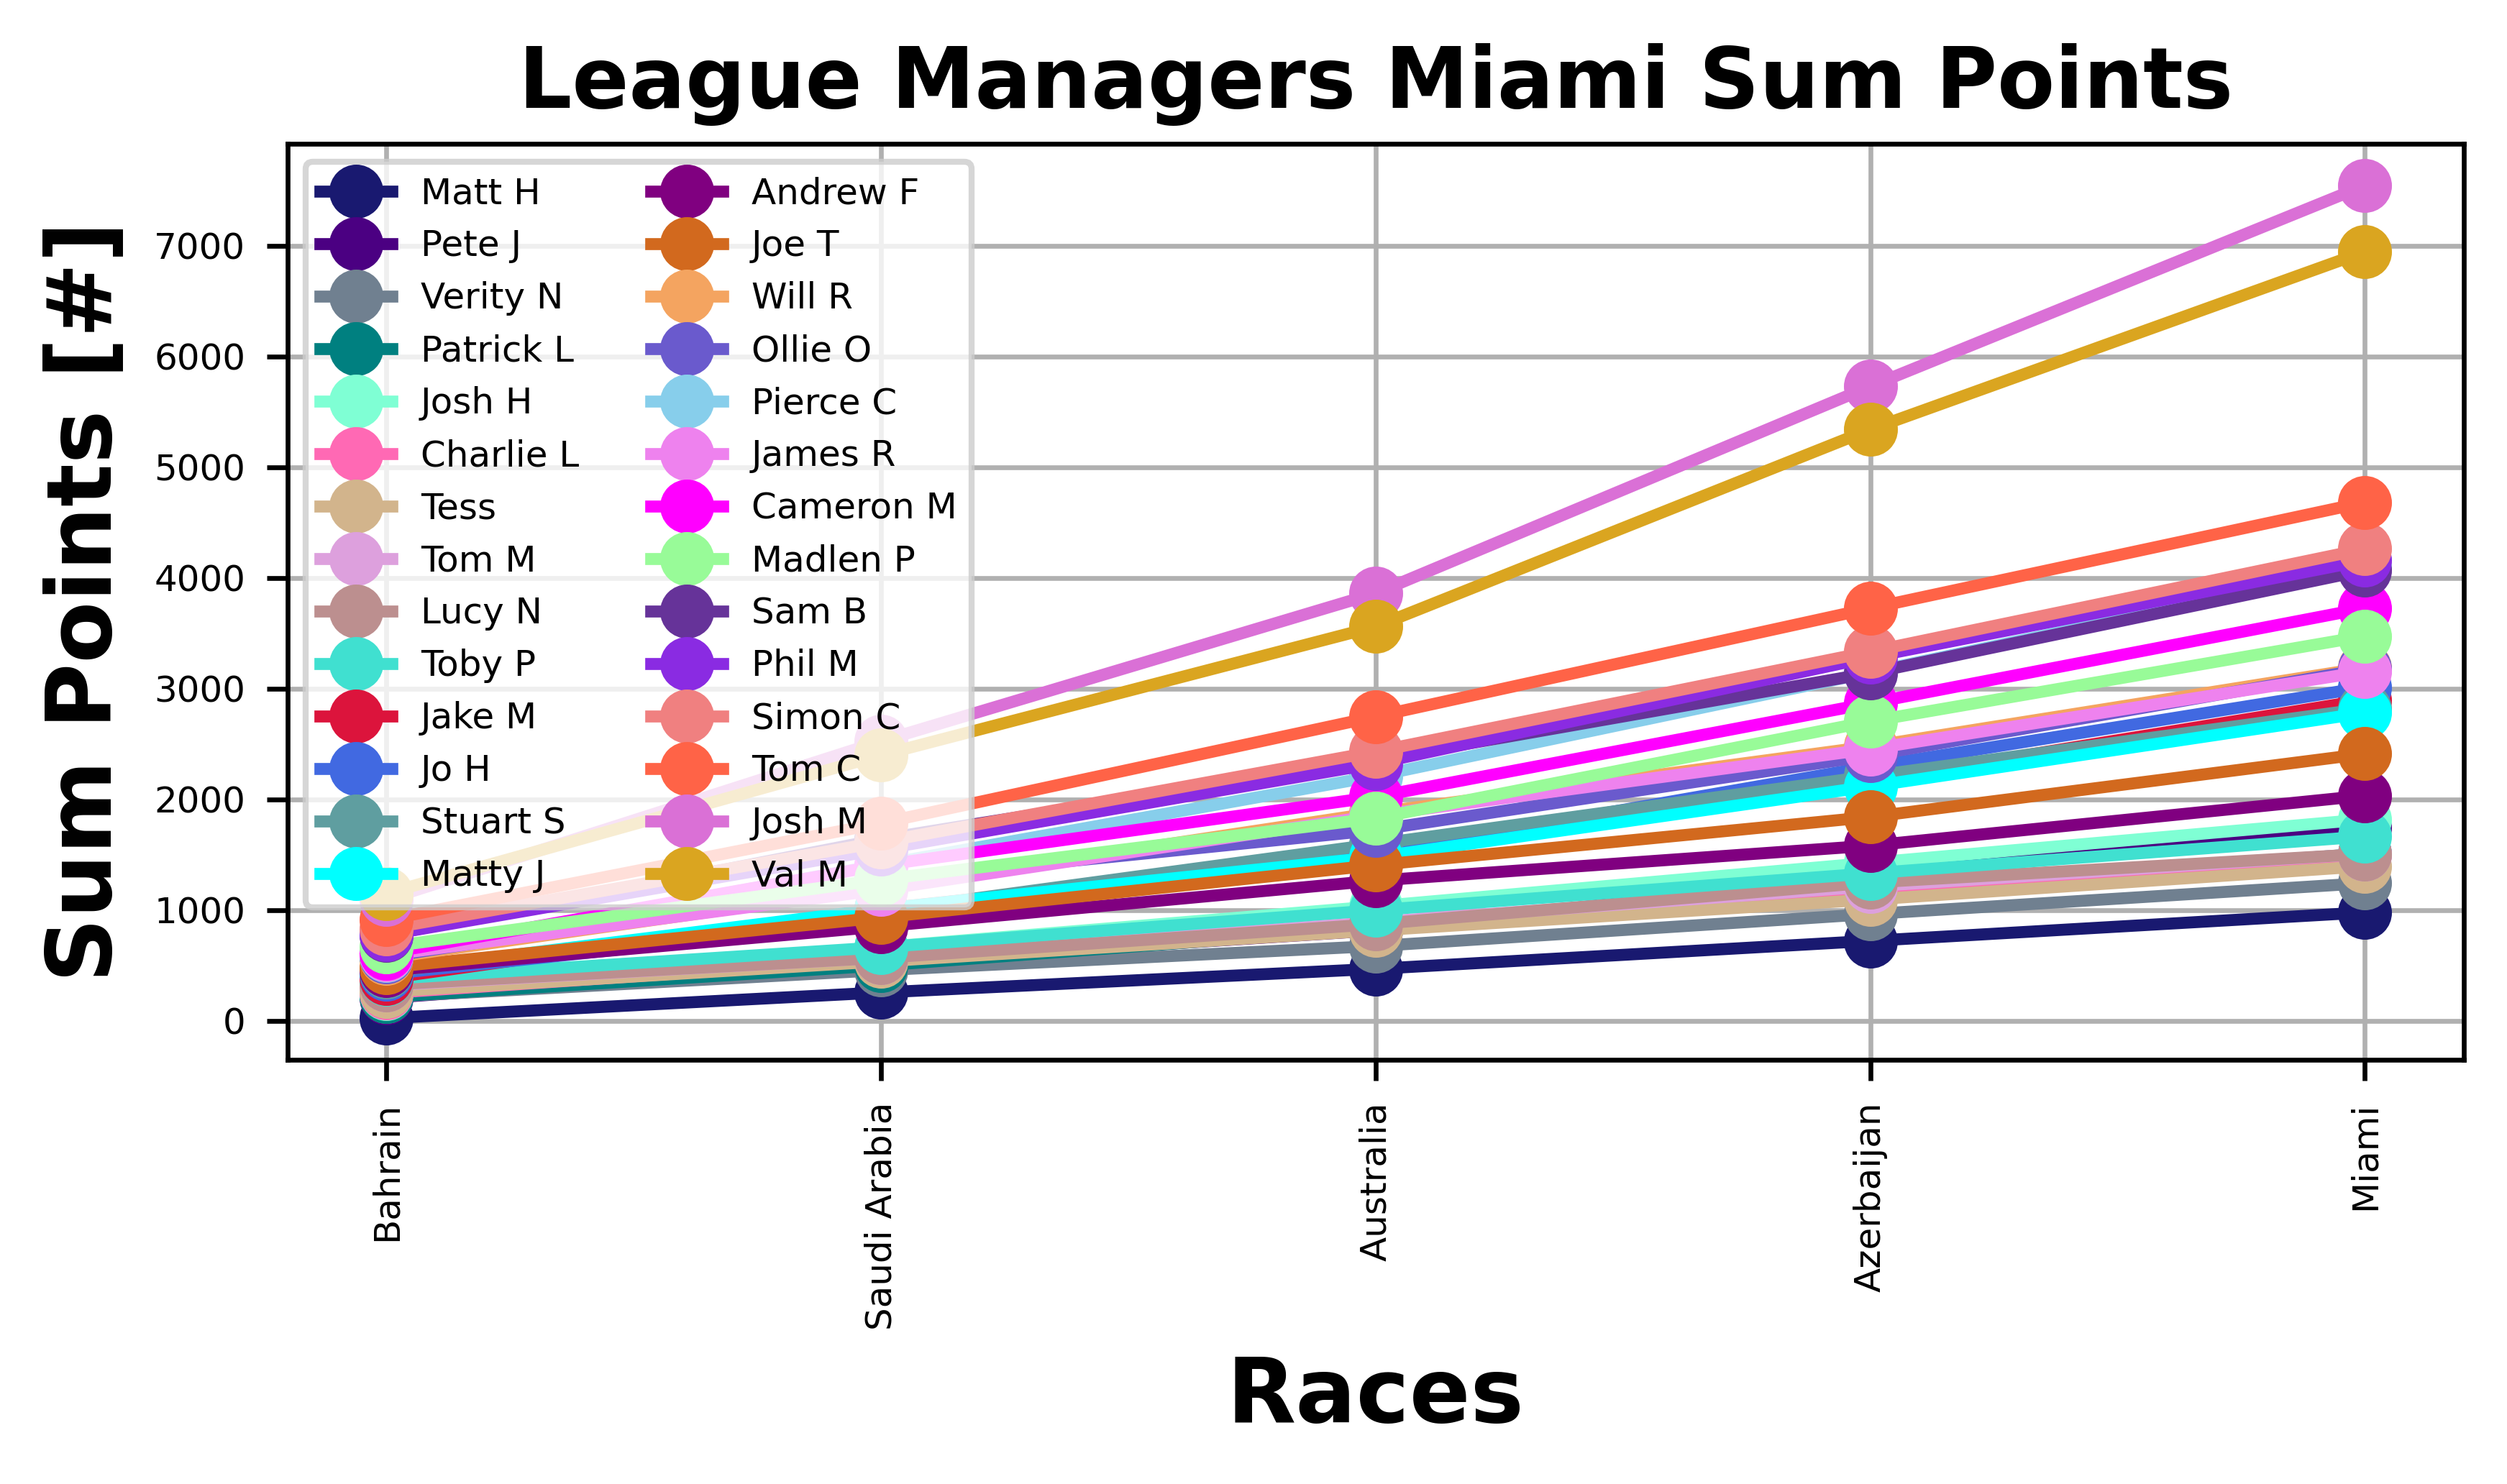 League Managers Miami Sum Points
Sum Points [#]
7000
6000
5000
4000
3000
2000
1000
0
Matt H
Pete J
Verity N
Patrick L
Josh H
Charlie L
Tess
Tom M
Lucy N
Toby P
Jake M
Jo H
Stuart S
Matty J
Andrew F
Joe T
Will R
Ollie O
Pierce C
James R
Cameron M
Madlen P
Sam B
Phil M
Simon C
Tom C
Josh M
Val M
Bahrain
Saudi Arabia
Australia
Azerbaijan
Miami
Races